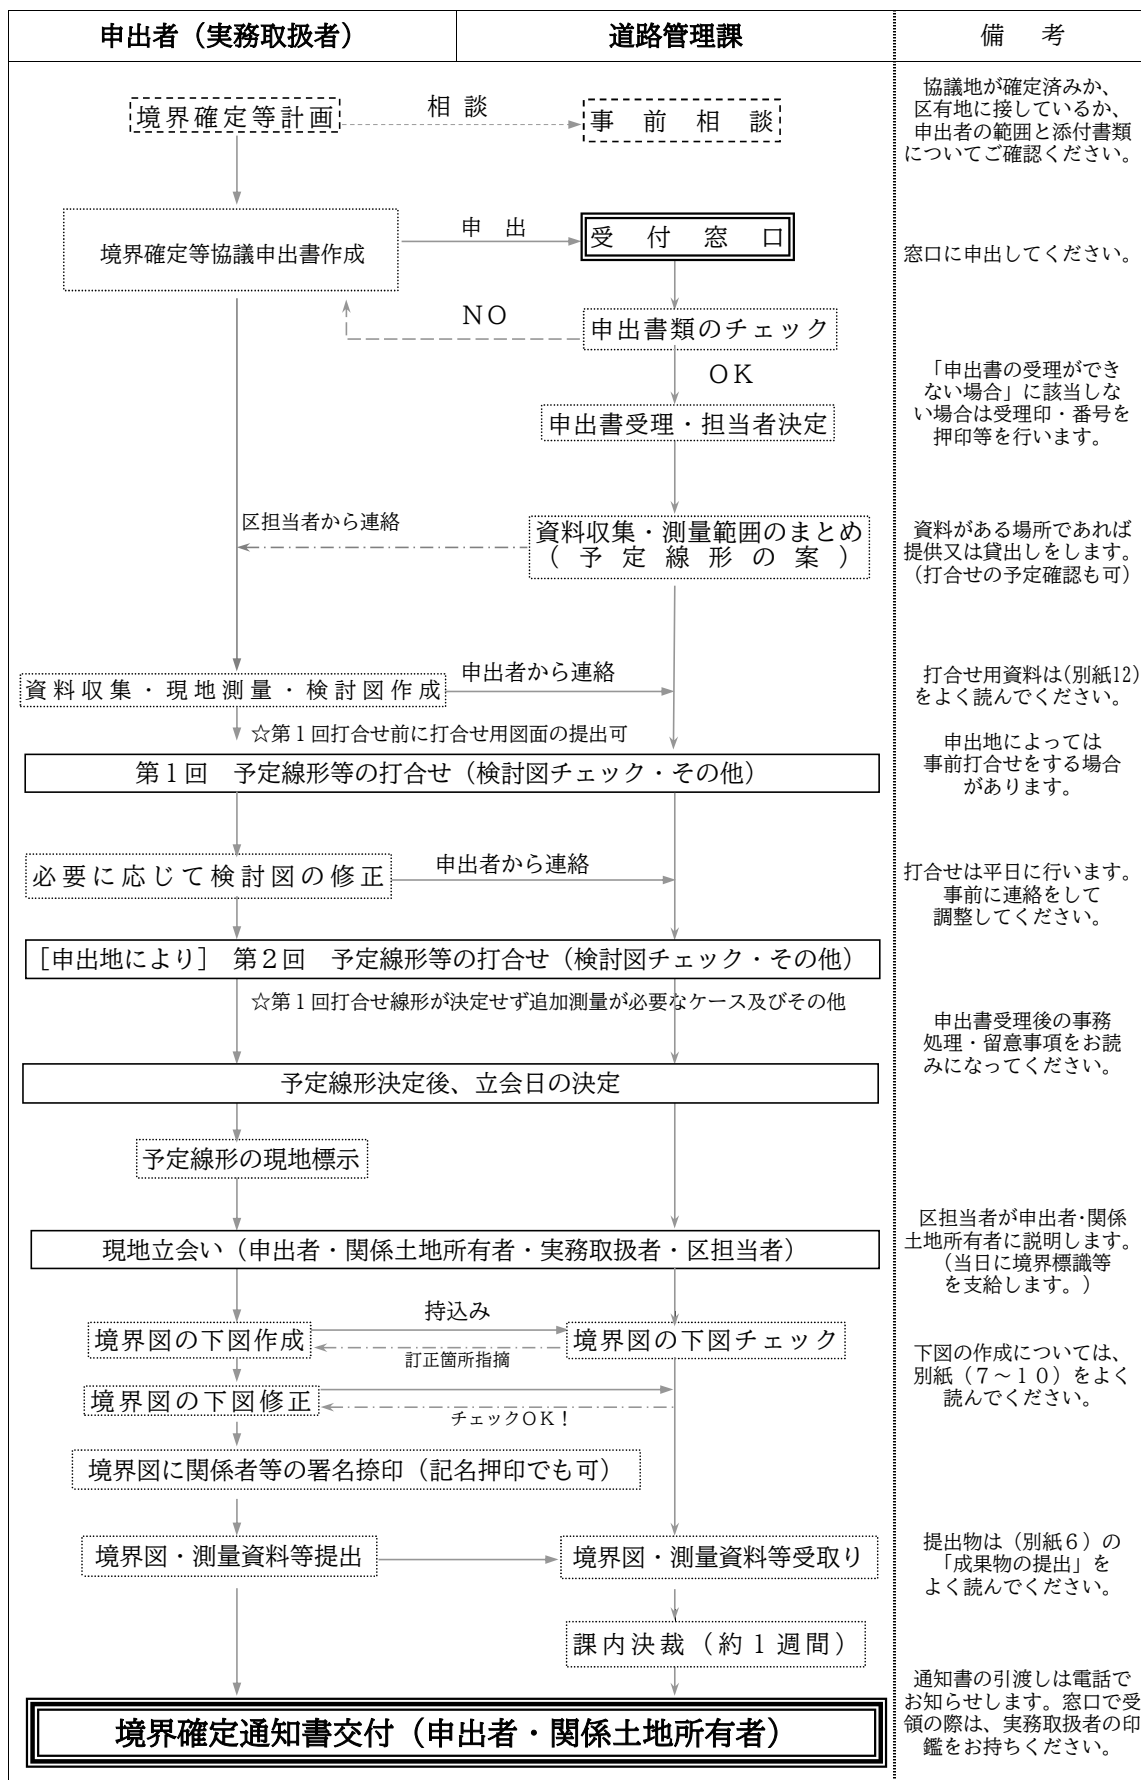 申出者（実務取扱者）
道路管理課
備　考
境界確定等計画
相 談
事 前 相 談
協議地が確定済みか、
区有地に接しているか、
申出者の範囲と添付書類
についてご確認ください。
境界確定等協議申出書作成
申 出
受 付 窓 口
窓口に申出してください。
NO
申出書類のチェック
OK
「申出書の受理ができ
ない場合」に該当しな
い場合は受理印・番号を
押印等を行います。
申出書受理・担当者決定
区担当者から連絡
資料収集・測量範囲のまとめ
（ 予 定 線 形 の 案 ）
資料がある場所であれば
提供又は貸出しをします。
（打合せの予定確認も可）
資料収集・現地測量・検討図作成
申出者から連絡
打合せ用資料は(別紙12)
をよく読んでください。
☆第１回打合せ前に打合せ用図面の提出可
第１回　予定線形等の打合せ（検討図チェック・その他）
申出地によっては
事前打合せをする場合
があります。
必要に応じて検討図の修正
申出者から連絡
打合せは平日に行います。
事前に連絡をして
調整してください。
［申出地により］　第２回　予定線形等の打合せ（検討図チェック・その他）
☆第１回打合せ線形が決定せず追加測量が必要なケース及びその他
申出書受理後の事務
処理・留意事項をお読
みになってください。
予定線形決定後、立会日の決定
予定線形の現地標示
現地立会い（申出者・関係土地所有者・実務取扱者・区担当者）
区担当者が申出者・関係
土地所有者に説明します。
（当日に境界標識等
を支給します。）
境界図の下図作成
持込み
訂正箇所指摘
境界図の下図チェック
境界図の下図修正
チェックOK！
下図の作成については、
別紙（７～１０）をよく
読んでください。
境界図に関係者等の署名捺印（記名押印でも可）
境界図・測量資料等提出
境界図・測量資料等受取り
提出物は（別紙６）の
「成果物の提出」を
よく読んでください。
課内決裁（約１週間）
境界確定通知書交付（申出者・関係土地所有者）
通知書の引渡しは電話で
お知らせします。窓口で受
領の際は、実務取扱者の印
鑑をお持ちください。